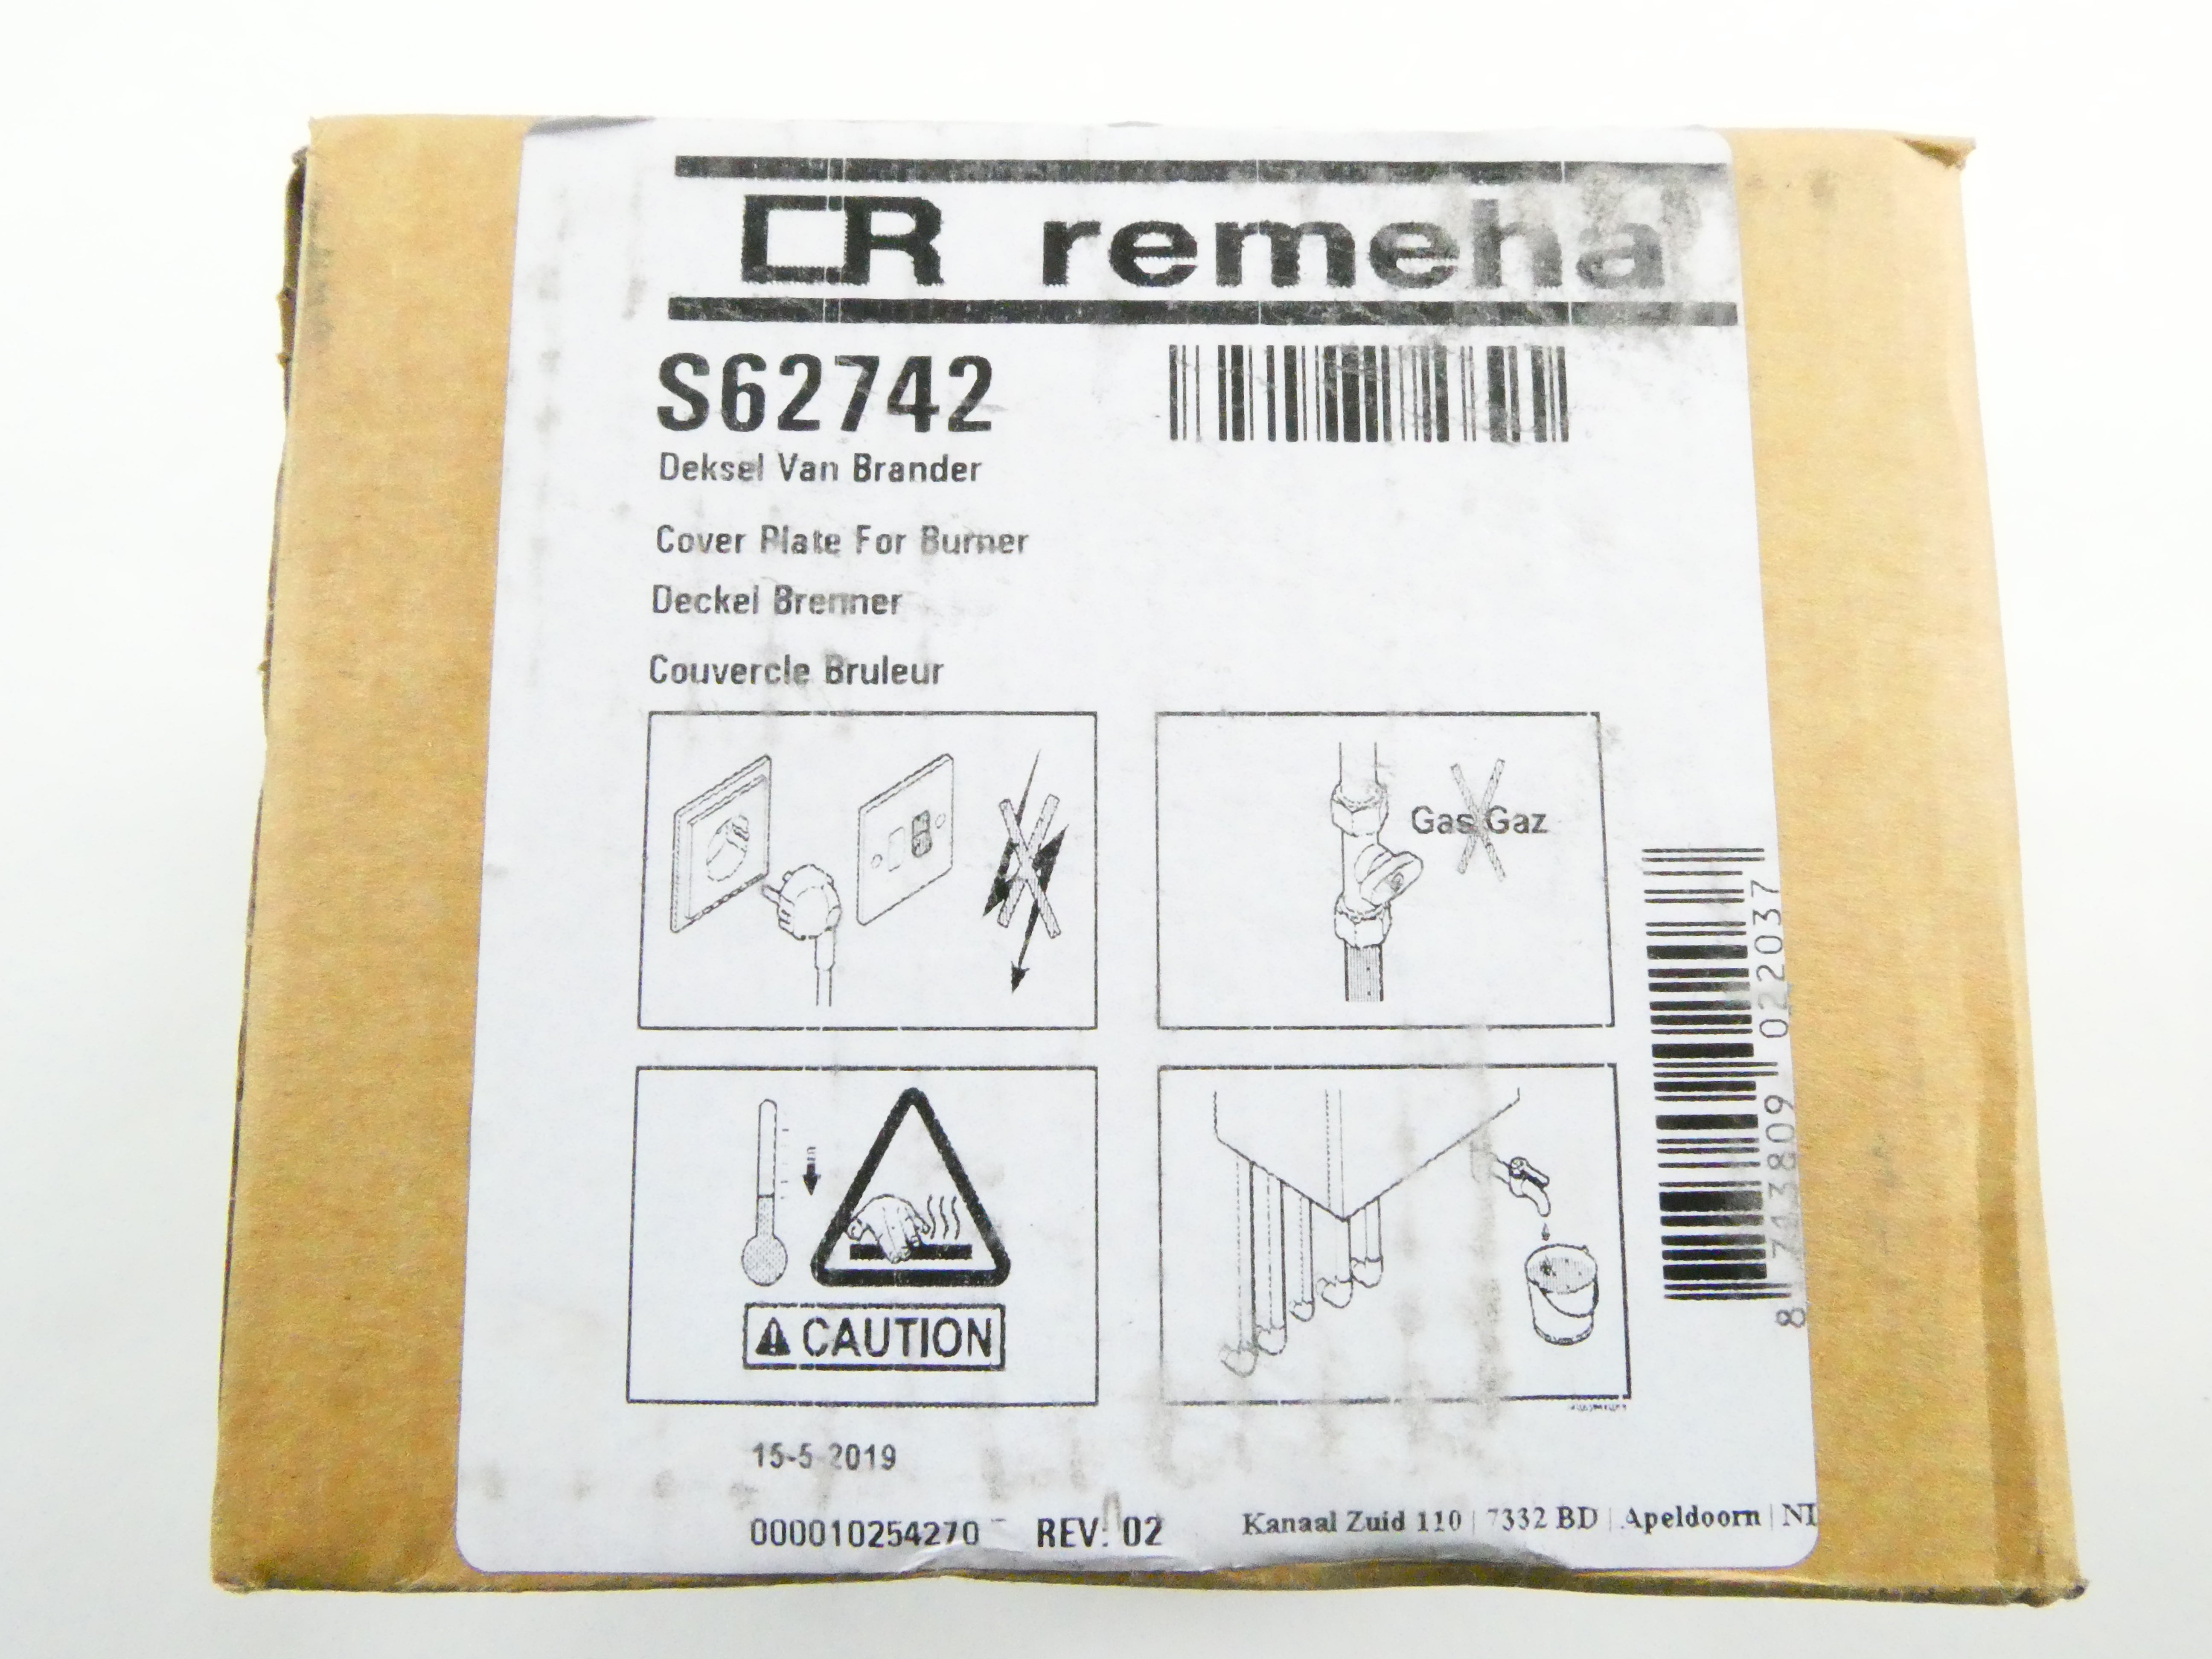 R remeha
S62742
Deksel Van Brander
Cover Plate For Burner
Deckel Brenner
Couvercle Bruleur
Gas Gaz
CAUTION
8 713809 022037
15-5-2019
000010254270 REV. 02
Kanaal Zuid 110 | 7332 BD | Apeldoorn |